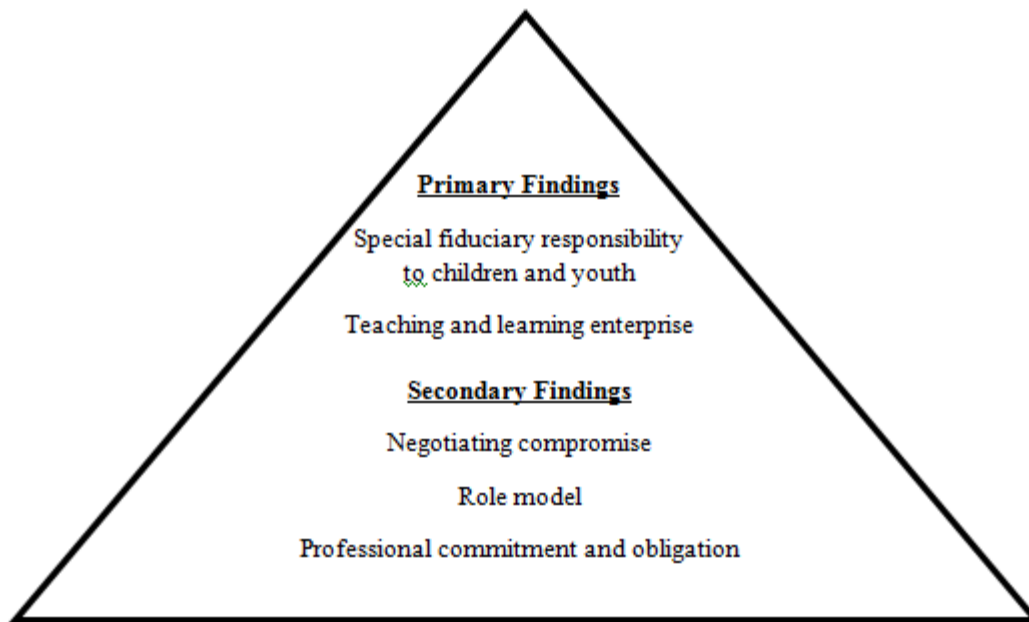 Primary Findings
Special fiduciary responsibility
to children and youth
Teaching and learning enterprise
Secondary Findings
Negotiating compromise
Role model
Professional commitment and obligation